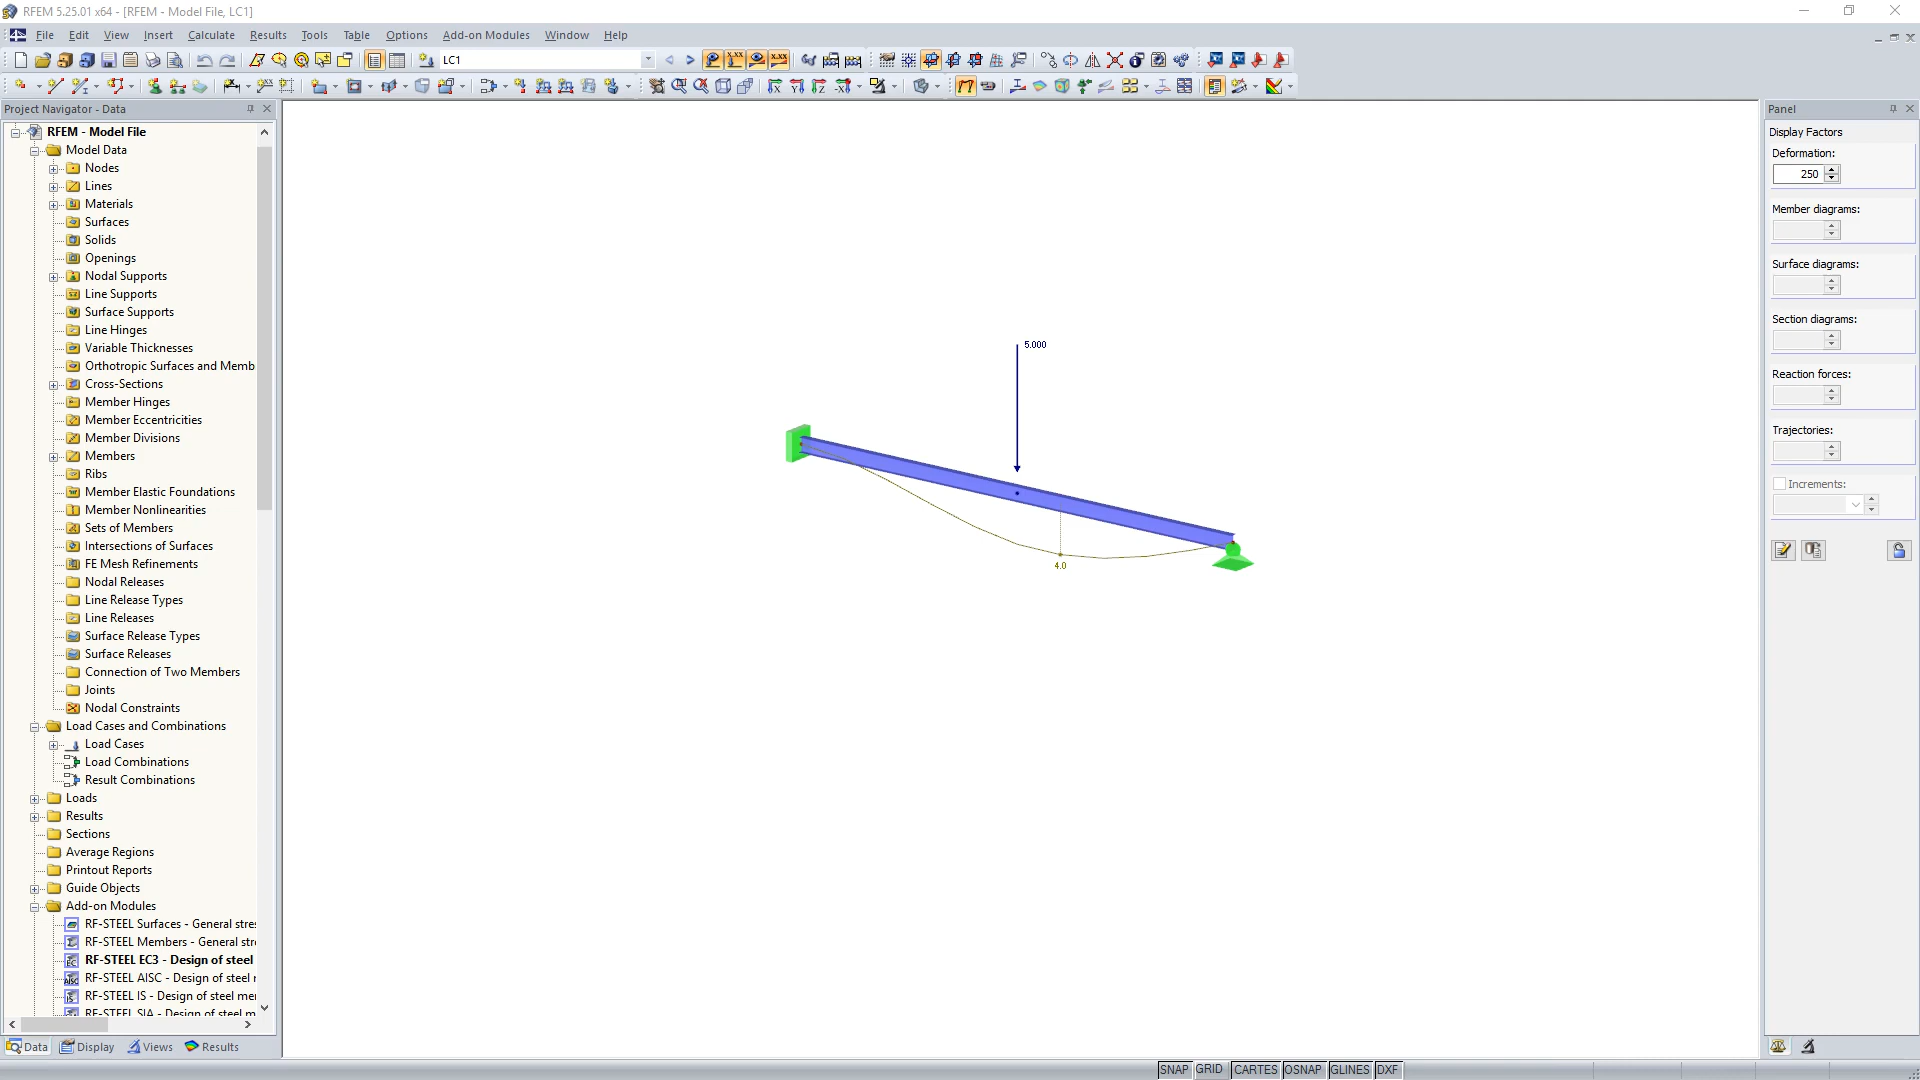 RFEM 5.25.01 x64 - [RFEM - Model File, LC1]
File Edit View Insert Calculate Results Tools Table Options Add-on Modules Window Help
LC1
Project Navigator - Data
RFEM - Model File
Model Data
Nodes
Lines
Materials
Surfaces
Solids
Openings
Nodal Supports
Line Supports
Surface Supports
Line Hinges
Variable Thicknesses
Orthotropic Surfaces and Memb
Cross-Sections
Member Hinges
Member Eccentricities
Member Divisions
Members
Ribs
Member Elastic Foundations
Member Nonlinearities
Sets of Members
Intersections of Surfaces
FE Mesh Refinements
Nodal Releases
Line Release Types
Line Releases
Surface Release Types
Surface Releases
Connection of Two Members
Joints
Nodal Constraints
Load Cases and Combinations
Load Cases
Load Combinations
Result Combinations
Loads
Results
Sections
Average Regions
Printout Reports
Guide Objects
Add-on Modules
RF-STEEL Surfaces - General stres
RF-STEEL Members - General stre
RF-STEEL EC3 - Design of steel
RF-STEEL AISC - Design of steel r
RF-STEEL IS - Design of steel mer
RF-STEEL SIA - Design of steel m
Data Display Views Results
5.000
4.0
Panel
Display Factors
Deformation:
250
Member diagrams:
Surface diagrams:
Section diagrams:
Reaction forces:
Trajectories:
Increments:
SNAP GRID CARTES OSNAP GLINES DXF